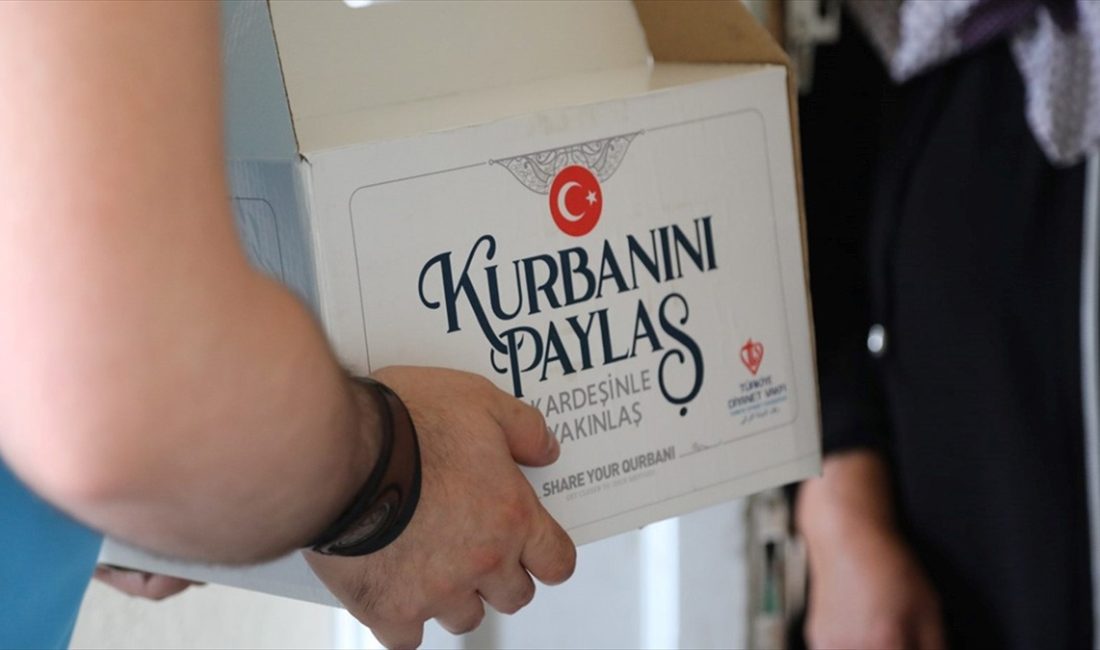 KURBANINI
PAYLAŞ
KARDEŞİNLE
YAKINLAŞ
SHARE YOUR QURBANI
TÜRKİYE
DİYANET VAKFI